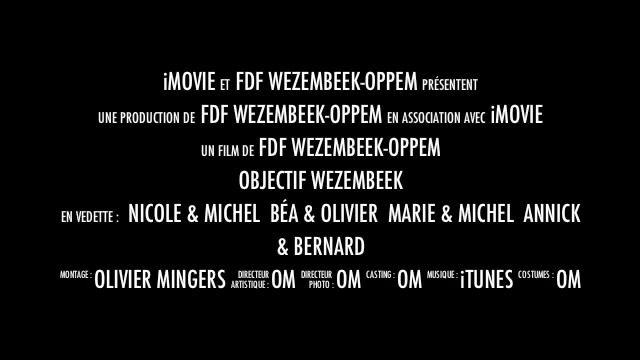 iMOVIE ET FDF WEZEMBEEK-OPPEM PRÉSENTENT
UNE PRODUCTION DE FDF WEZEMBEEK-OPPEM EN ASSOCIATION AVEC iMOVIE
UN FILM DE FDF WEZEMBEEK-OPPEM
OBJECTIF WEZEMBEEK
EN VEDETTE : NICOLE & MICHEL BÉA & OLIVIER MARIE & MICHEL ANNICK
& BERNARD
MONTAGE : OLIVIER MINGERS DIRECTEUR ARTISTIQUE : OM DIRECTEUR PHOTO : OM CASTING : OM MUSIQUE : iTUNES COSTUMES : OM